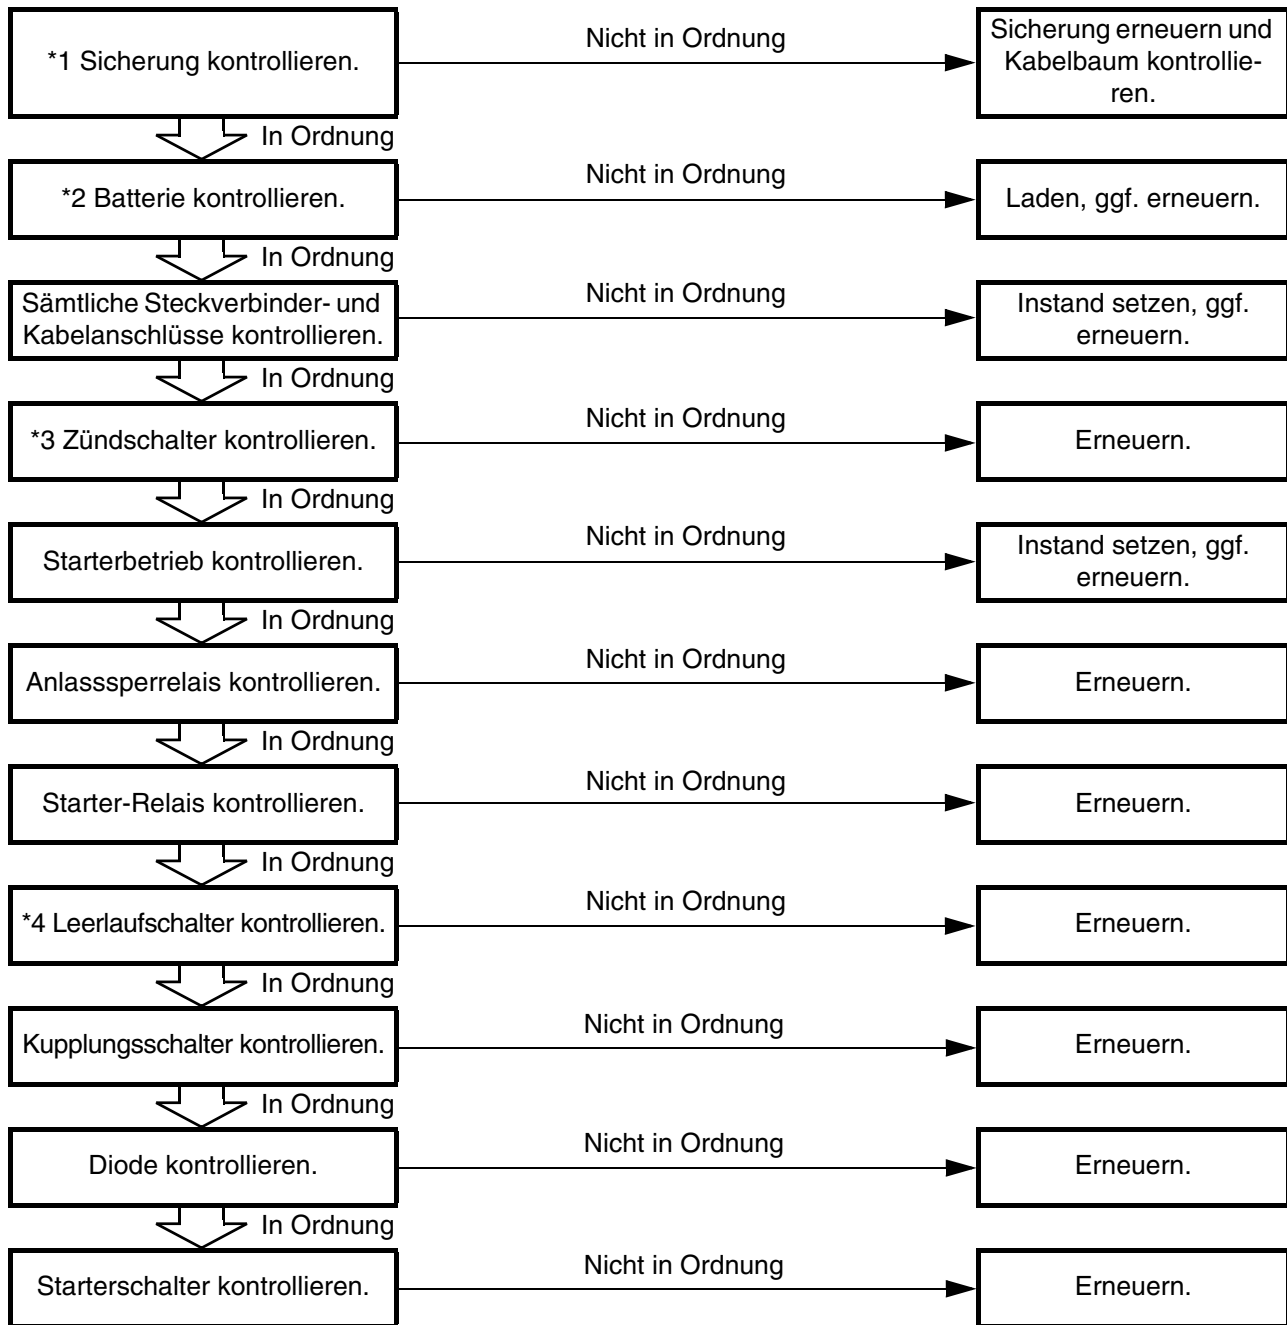 *1 Sicherung kontrollieren.
Nicht in Ordnung
Sicherung erneuern und
Kabelbaum kontrollie-
ren.
In Ordnung
*2 Batterie kontrollieren.
Nicht in Ordnung
Laden, ggf. erneuern.
In Ordnung
Sämtliche Steckverbinder- und
Kabelanschlüsse kontrollieren.
Nicht in Ordnung
Instand setzen, ggf.
erneuern.
In Ordnung
*3 Zündschalter kontrollieren.
Nicht in Ordnung
Erneuern.
In Ordnung
Starterbetrieb kontrollieren.
Nicht in Ordnung
Instand setzen, ggf.
erneuern.
In Ordnung
Anlasssperrelais kontrollieren.
Nicht in Ordnung
Erneuern.
In Ordnung
Starter-Relais kontrollieren.
Nicht in Ordnung
Erneuern.
In Ordnung
*4 Leerlaufschalter kontrollieren.
Nicht in Ordnung
Erneuern.
In Ordnung
Kupplungsschalter kontrollieren.
Nicht in Ordnung
Erneuern.
In Ordnung
Diode kontrollieren.
Nicht in Ordnung
Erneuern.
In Ordnung
Starterschalter kontrollieren.
Nicht in Ordnung
Erneuern.